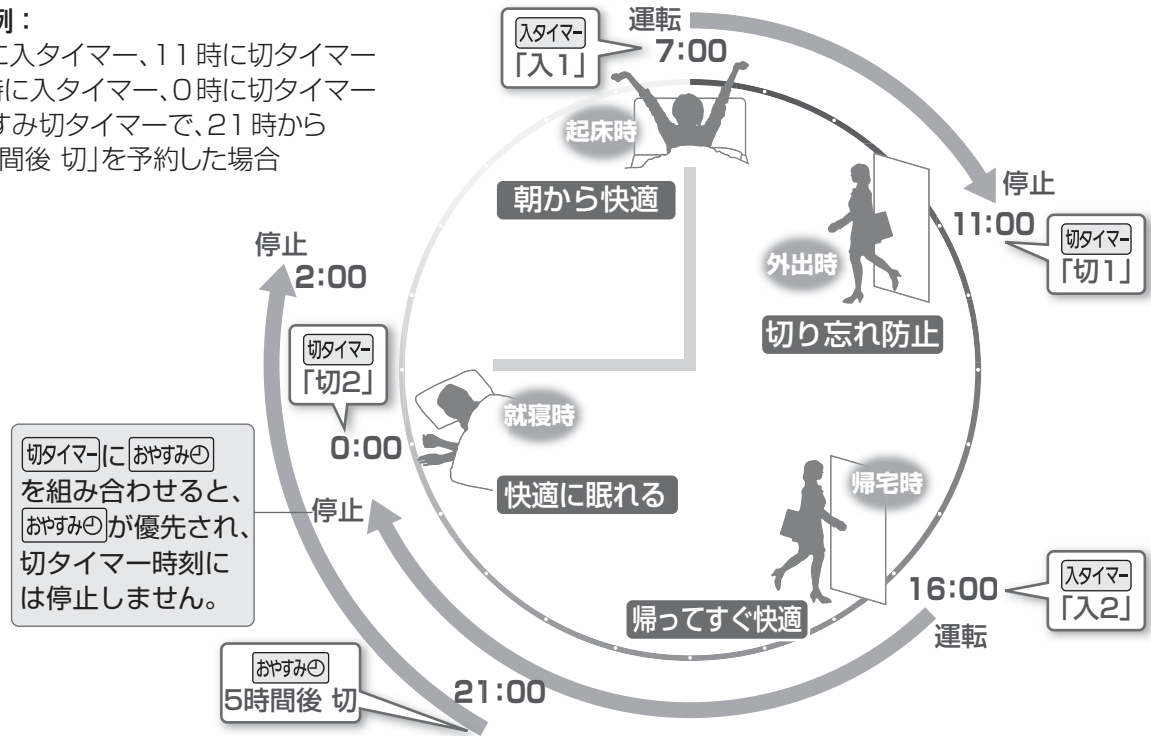 例：
に入タイマー、11時に切タイマー
時に入タイマー、0時に切タイマー
すみ切タイマーで、21時から
間後 切」を予約した場合
入タイマー
「入1」
運転
7:00
起床時
朝から快適
停止
11:00
切タイマー
「切1」
外出時
切り忘れ防止
停止
2:00
切タイマー
「切2」
0:00
就寝時
快適に眠れる
切タイマーにおやすみ
を組み合わせると、
おやすみが優先され、
切タイマー時刻に
は停止しません。
停止
帰宅時
帰ってすぐ快適
16:00
運転
入タイマー
「入2」
おやすみ
5時間後 切
21:00